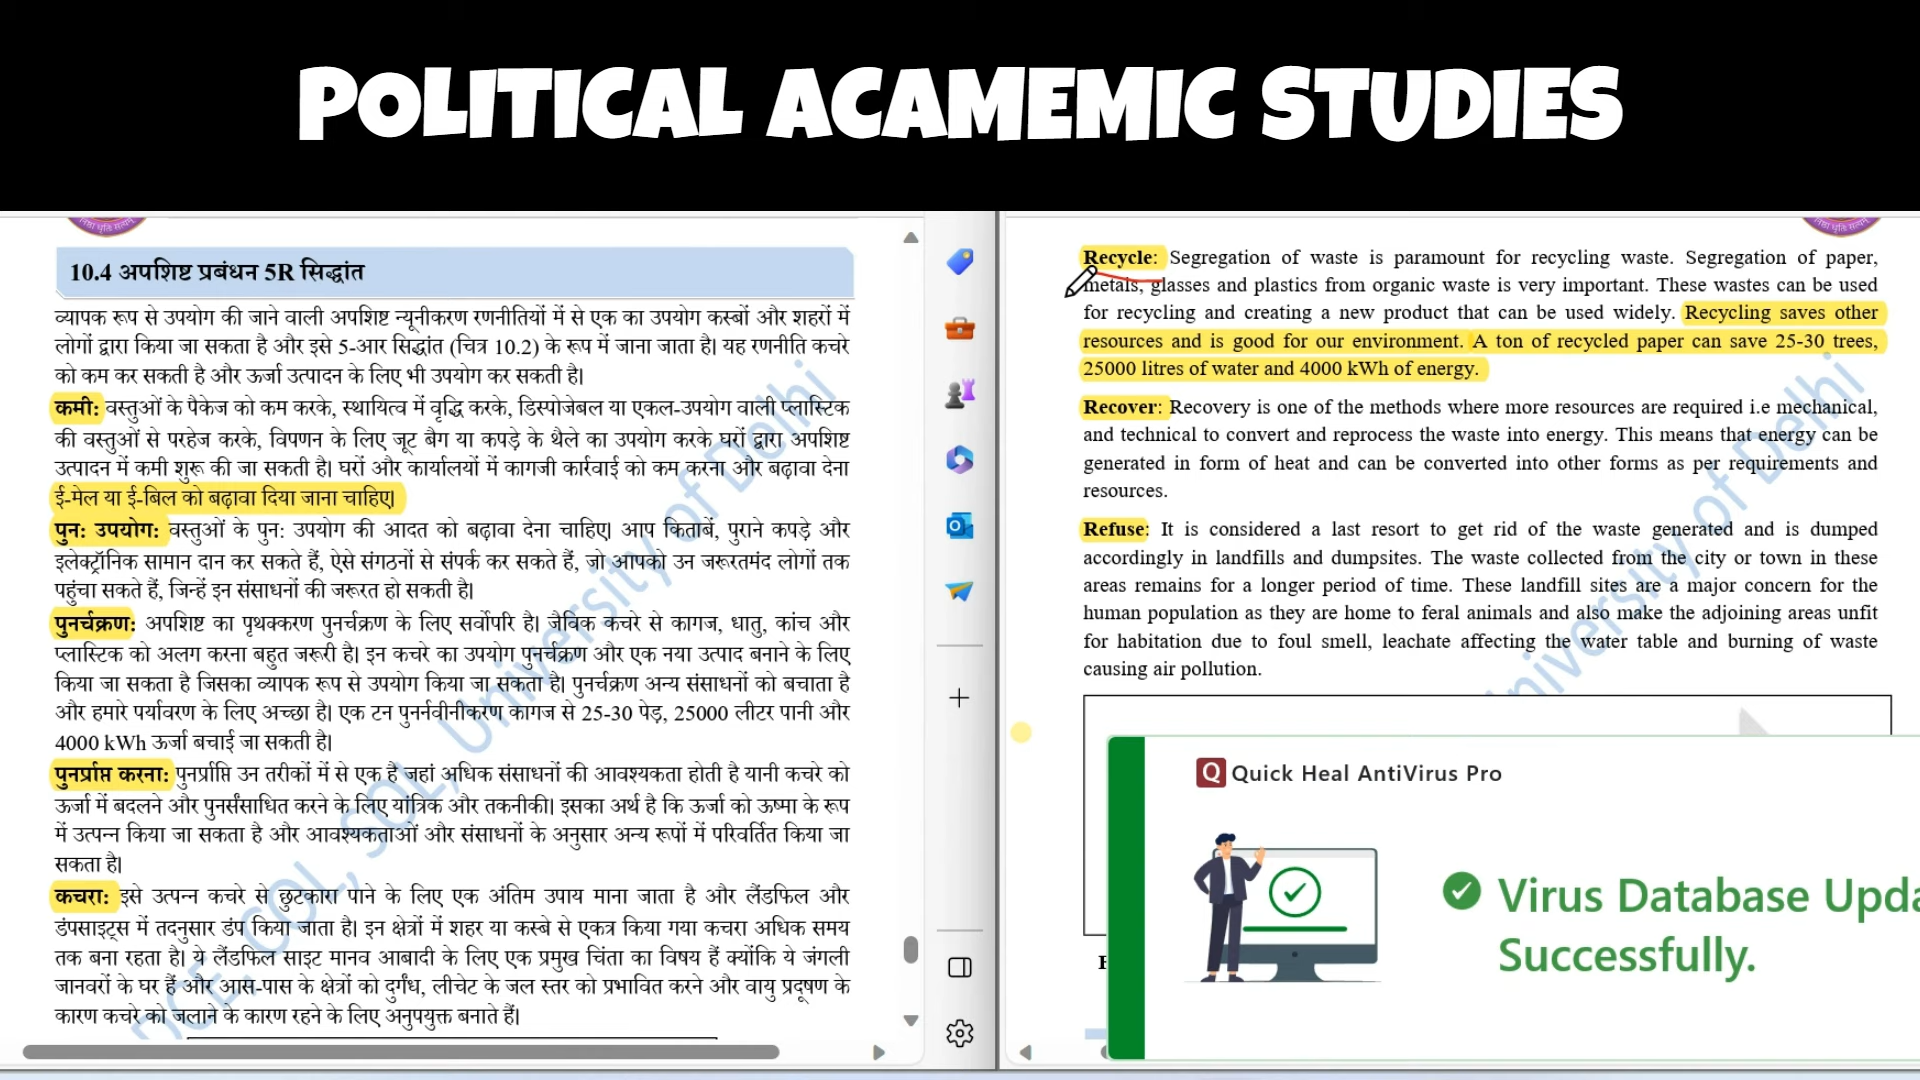 POLITICAL ACAMEMIC STUDIES
10.4 अपशिष्ट प्रबंधन 5R सिद्धांत
व्यापक रूप से उपयोग की जाने वाली अपशिष्ट न्यूनीकरण रणनीतियों में से एक का उपयोग कस्बों और शहरों में
लोगों द्वारा किया जा सकता है और इसे 5-आर सिद्धांत (चित्र 10.2) के रूप में जाना जाता है। यह रणनीति कचरे
को कम कर सकती है और ऊर्जा उत्पादन के लिए भी उपयोग कर सकती है।
कमी: वस्तुओं के पैकेज को कम करके, स्थायित्व में वृद्धि करके, डिस्पोजेबल या एकल-उपयोग वाली प्लास्टिक
की वस्तुओं से परहेज करके, विपणन के लिए जूट बैग या कपड़े के थैले का उपयोग करके घरों द्वारा अपशिष्ट
उत्पादन में कमी शुरू की जा सकती है। घरों और कार्यालयों में कागजी कार्रवाई को कम करना और बढ़ावा देना
ई-मेल या ई-बिल को बढ़ावा दिया जाना चाहिए।
पुन: उपयोग: वस्तुओं के पुन: उपयोग की आदत को बढ़ावा देना चाहिए। आप किताबें, पुराने कपड़े और
इलेक्ट्रॉनिक सामान दान कर सकते हैं, ऐसे संगठनों से संपर्क कर सकते हैं, जो आपको उन जरूरतमंद लोगों तक
पहुंचा सकते हैं, जिन्हें इन संसाधनों की जरूरत हो सकती है।
पुनर्चक्रण: अपशिष्ट का पृथक्करण पुनर्चक्रण के लिए सर्वोपरि है। जैविक कचरे से कागज, धातु, कांच और
प्लास्टिक को अलग करना बहुत जरूरी है। इन कचरे का उपयोग पुनर्चक्रण और एक नया उत्पाद बनाने के लिए
किया जा सकता है जिसका व्यापक रूप से उपयोग किया जा सकता है। पुनर्चक्रण अन्य संसाधनों को बचाता है
और हमारे पर्यावरण के लिए अच्छा है। एक टन पुनर्नवीनीकरण कागज से 25-30 पेड़, 25000 लीटर पानी और
4000 kWh ऊर्जा बचाई जा सकती है।
पुनर्प्राप्त करना: पुनर्प्राप्ति उन तरीकों में से एक है जहां अधिक संसाधनों की आवश्यकता होती है यानी कचरे को
ऊर्जा में बदलने और पुनर्संसाधित करने के लिए यांत्रिक और तकनीकी। इसका अर्थ है कि ऊर्जा को ऊष्मा के रूप
में उत्पन्न किया जा सकता है और आवश्यकताओं और संसाधनों के अनुसार अन्य रूपों में परिवर्तित किया जा
सकता है।
कचरा: इसे उत्पन्न कचरे से छुटकारा पाने के लिए एक अंतिम उपाय माना जाता है और लैंडफिल और
डंपसाइट्स में तदनुसार डंप किया जाता है। इन क्षेत्रों में शहर या कस्बे से एकत्र किया गया कचरा अधिक समय
तक बना रहता है। ये लैंडफिल साइट मानव आबादी के लिए एक प्रमुख चिंता का विषय हैं क्योंकि ये जंगली
जानवरों के घर हैं और आस-पास के क्षेत्रों को दुर्गंध, लीचेट के जल स्तर को प्रभावित करने और वायु प्रदूषण के
कारण कचरे को जलाने के कारण रहने के लिए अनुपयुक्त बनाते हैं।
COL, SOL, University of Delhi
Recycle: Segregation of waste is paramount for recycling waste. Segregation of paper,
metals, glasses and plastics from organic waste is very important. These wastes can be used
for recycling and creating a new product that can be used widely. Recycling saves other
resources and is good for our environment. A ton of recycled paper can save 25-30 trees,
25000 litres of water and 4000 kWh of energy.
Recover: Recovery is one of the methods where more resources are required i.e mechanical,
and technical to convert and reprocess the waste into energy. This means that energy can be
generated in form of heat and can be converted into other forms as per requirements and
resources.
Refuse: It is considered a last resort to get rid of the waste generated and is dumped
accordingly in landfills and dumpsites. The waste collected from the city or town in these
areas remains for a longer period of time. These landfill sites are a major concern for the
human population as they are home to feral animals and also make the adjoining areas unfit
for habitation due to foul smell, leachate affecting the water table and burning of waste
causing air pollution.
University of Delhi
Quick Heal AntiVirus Pro
Virus Database Upda
Successfully.